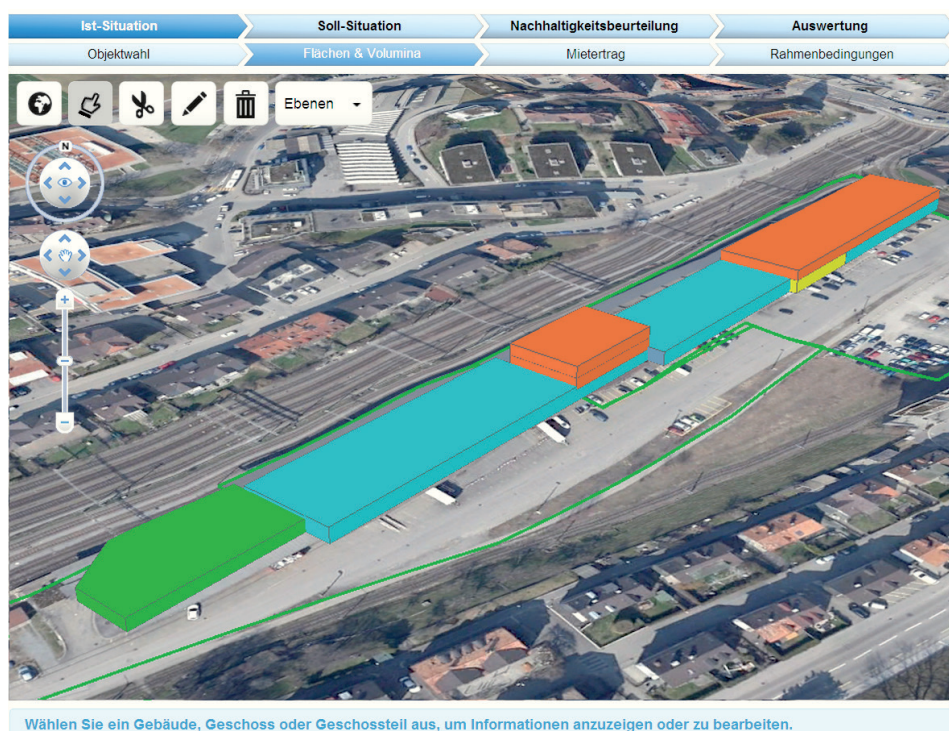 Ist-Situation Soll-Situation Nachhaltigkeitsbeurteilung Auswertung
Objektwahl Flächen & Volumina Mietertrag Rahmenbedingungen
Ebenen
N
Wählen Sie ein Gebäude, Geschoss oder Geschossteil aus, um Informationen anzuzeigen oder zu bearbeiten.